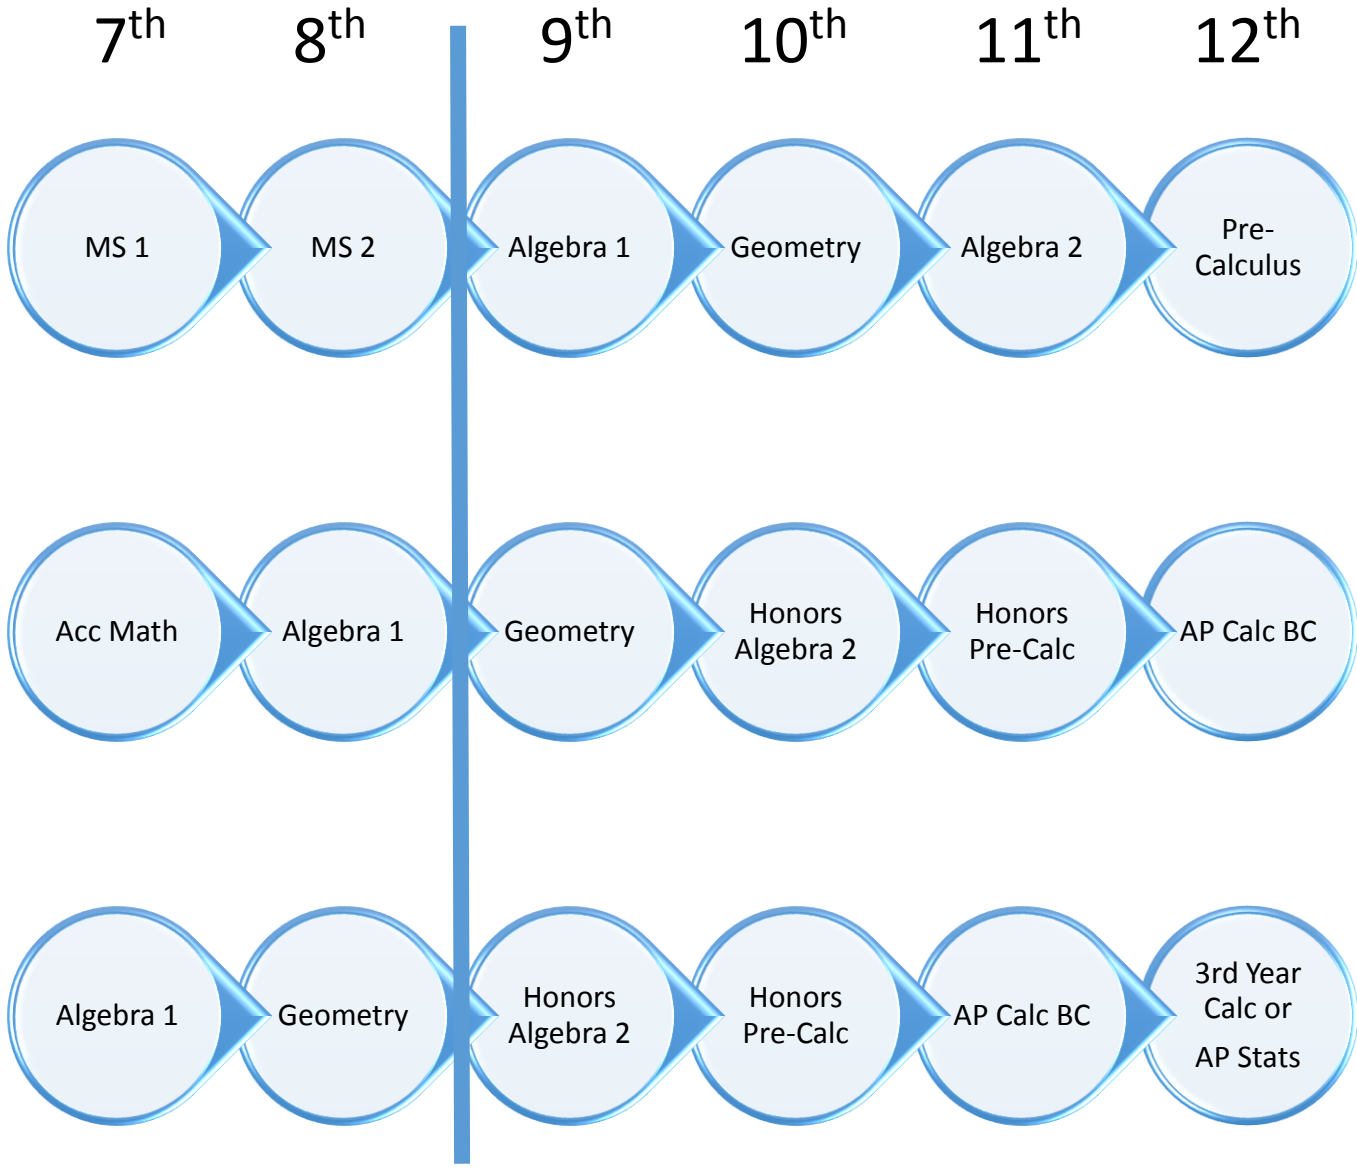 7th 8th 9th 10th 11th 12th
MS 1
MS 2
Algebra 1
Geometry
Algebra 2
Pre-
Calculus
Acc Math
Algebra 1
Geometry
Honors
Algebra 2
Honors
Pre-Calc
AP Calc BC
Algebra 1
Geometry
Honors
Algebra 2
Honors
Pre-Calc
AP Calc BC
3rd Year
Calc or
AP Stats